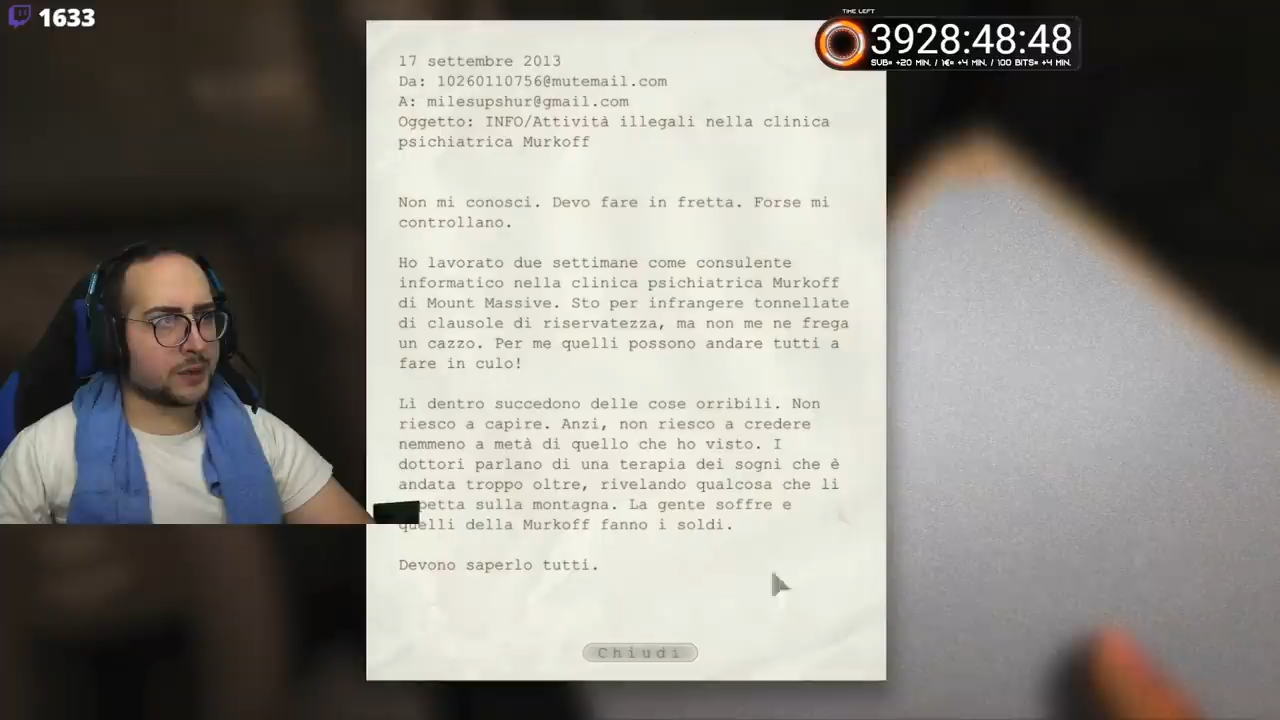 1633
TIME LEFT
3928:48:48
SUB= +20 MIN. / 1€= +4 MIN. / 100 BITS= +4 MIN.
17 settembre 2013
Da: 10260110756@mutemail.com
A: milesupshur@gmail.com
Oggetto: INFO/Attività illegali nella clinica
psichiatrica Murkoff
Non mi conosci. Devo fare in fretta. Forse mi
controllano.
Ho lavorato due settimane come consulente
informatico nella clinica psichiatrica Murkoff
di Mount Massive. Sto per infrangere tonnellate
di clausole di riservatezza, ma non me ne frega
un cazzo. Per me quelli possono andare tutti a
fare in culo!
Lì dentro succedono delle cose orribili. Non
riesco a capire. Anzi, non riesco a credere
nemmeno a metà di quello che ho visto. I
dottori parlano di una terapia dei sogni che è
andata troppo oltre, rivelando qualcosa che li
petta sulla montagna. La gente soffre e
quelli della Murkoff fanno i soldi.
Devono saperlo tutti.
Chiudi